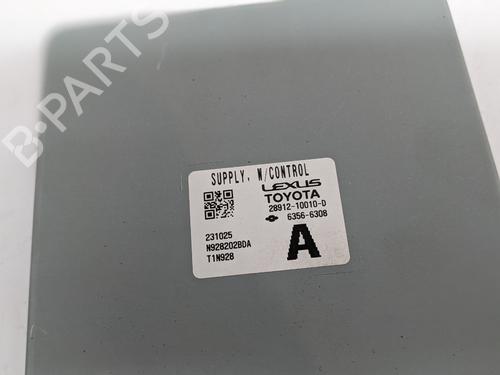 B-PARTS
SUPPLY, W/CONTROL
LEXUS
TOYOTA
28912-10010-D
6356-6308
231025
N928202BDA
T1N928
A